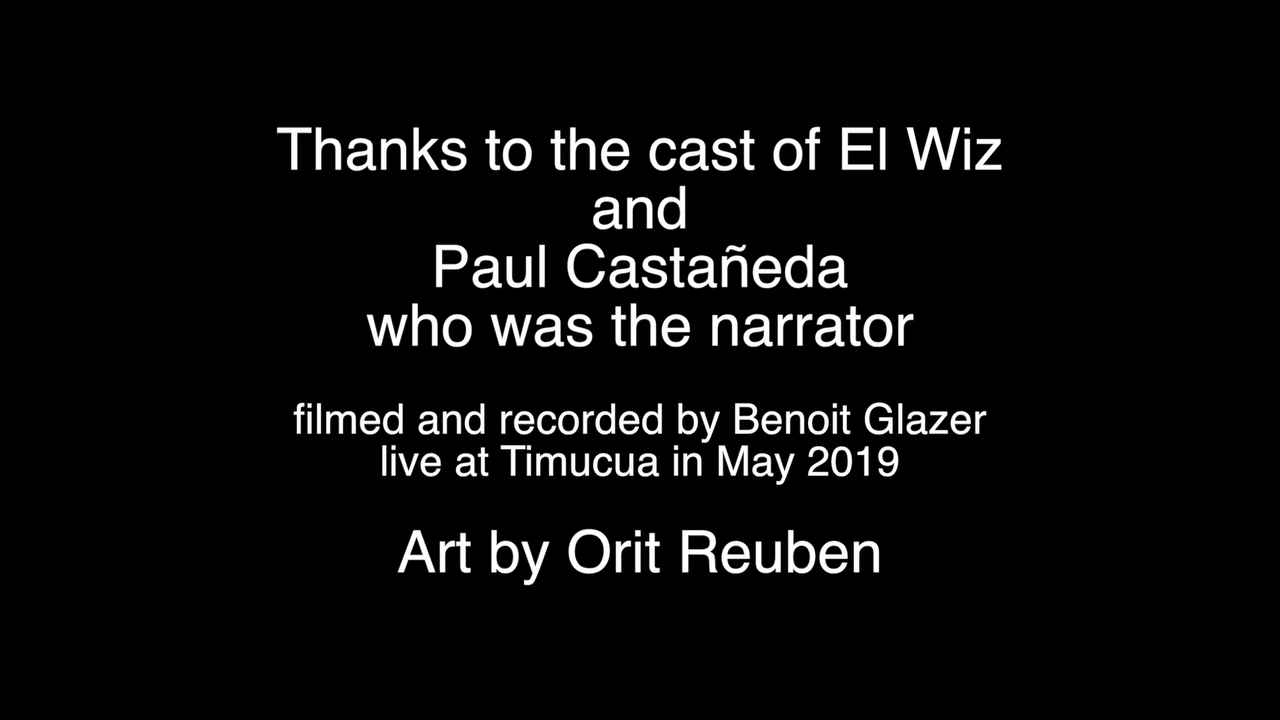 Thanks to the cast of El Wiz
and
Paul Castañeda
who was the narrator
filmed and recorded by Benoit Glazer
live at Timucua in May 2019
Art by Orit Reuben